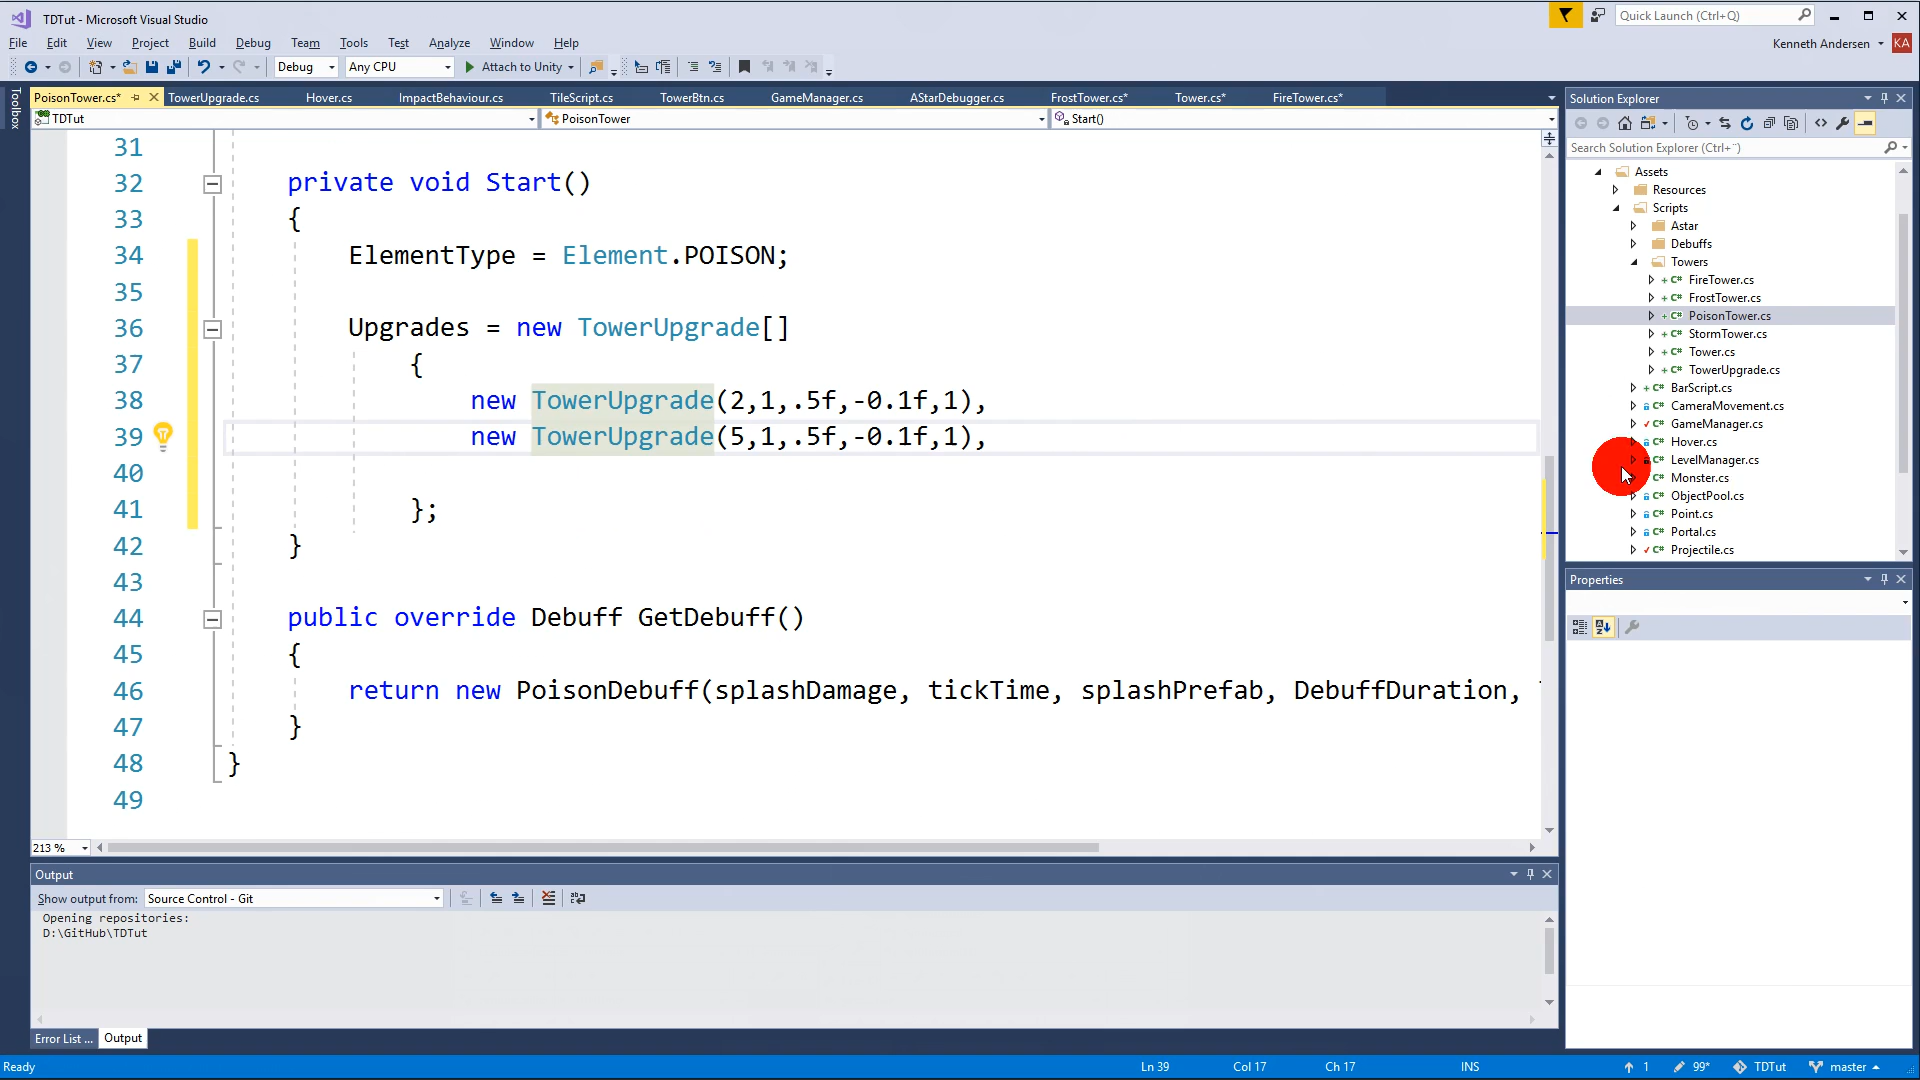 TDTut - Microsoft Visual Studio
Quick Launch (Ctrl+Q)
File Edit View Project Build Debug Team Tools Test Analyze Window Help
Kenneth Andersen KA
Debug Any CPU Attach to Unity
Toolbox
PoisonTower.cs* TowerUpgrade.cs Hover.cs ImpactBehaviour.cs TileScript.cs TowerBtn.cs GameManager.cs AStarDebugger.cs FrostTower.cs* Tower.cs* FireTower.cs*
TDTut PoisonTower Start()
31
32 private void Start()
33 {
34 ElementType = Element.POISON;
35
36 Upgrades = new TowerUpgrade[]
37 {
38 new TowerUpgrade(2,1,.5f,-0.1f,1),
39 new TowerUpgrade(5,1,.5f,-0.1f,1),
40
41 };
42 }
43
44 public override Debuff GetDebuff()
45 {
46 return new PoisonDebuff(splashDamage, tickTime, splashPrefab, DebuffDuration,
47 }
48 }
49
213 %
Output
Show output from: Source Control - Git
Opening repositories:
D:\GitHub\TDTut
Error List ... Output
Solution Explorer
Search Solution Explorer (Ctrl+¨)
Assets
Resources
Scripts
Astar
Debuffs
Towers
FireTower.cs
FrostTower.cs
PoisonTower.cs
StormTower.cs
Tower.cs
TowerUpgrade.cs
BarScript.cs
CameraMovement.cs
GameManager.cs
Hover.cs
LevelManager.cs
Monster.cs
ObjectPool.cs
Point.cs
Portal.cs
Projectile.cs
Properties
Ready Ln 39 Col 17 Ch 17 INS 1 99* TDTut master